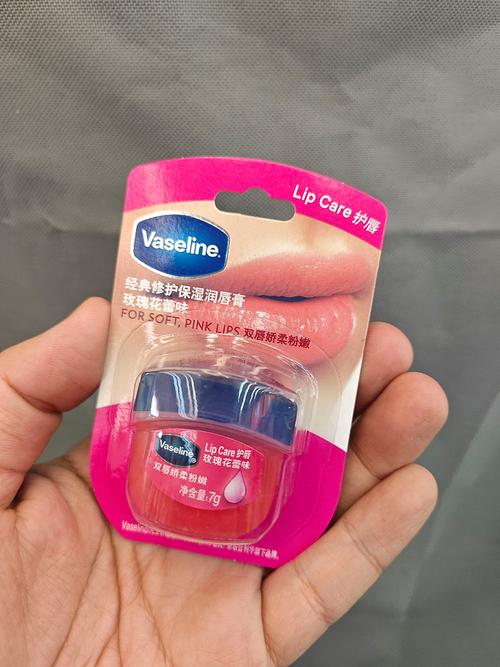 Lip Care 护唇
Vaseline®
经典修护保湿润唇膏
玫瑰花蕾味
FOR SOFT, PINK LIPS 双唇娇柔粉嫩
Vaseline®
Lip Care 护唇
玫瑰花蕾味
双唇娇柔粉嫩
净含量:7g